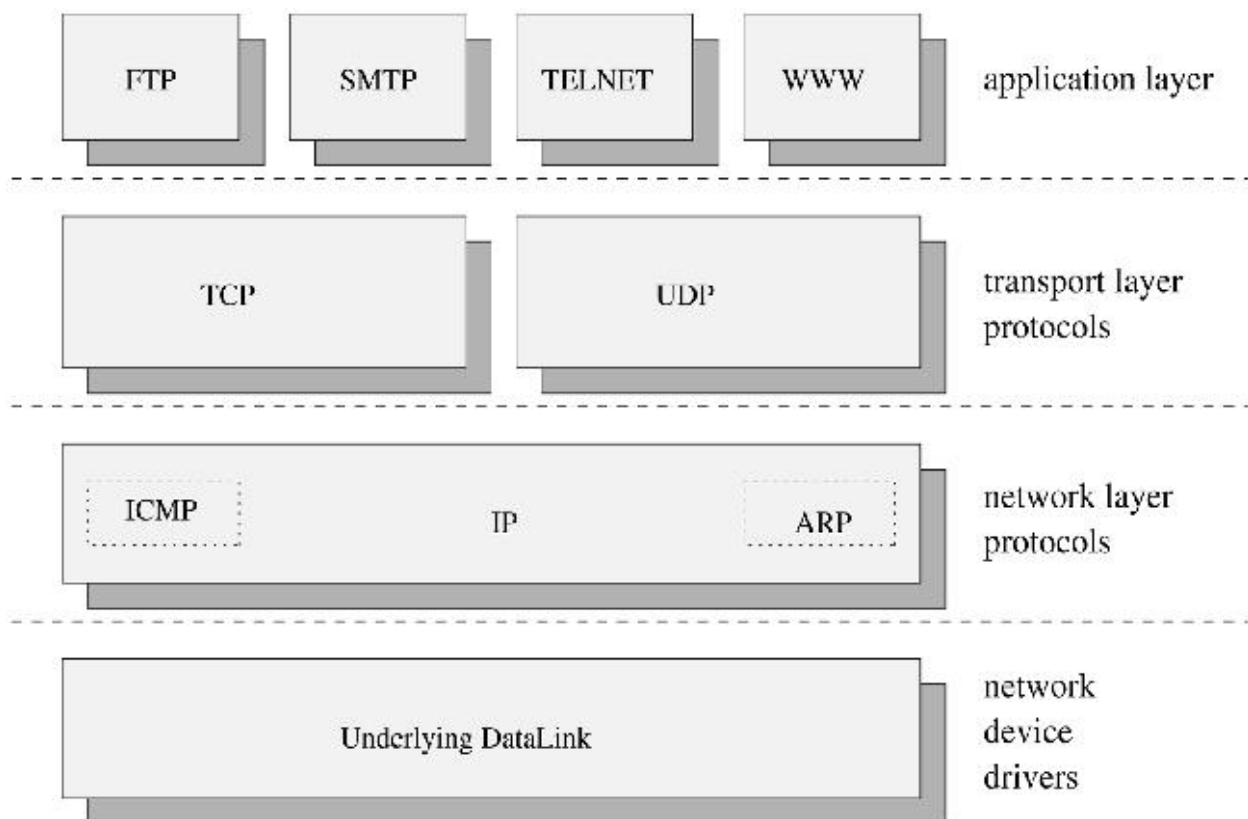 FTP SMTP TELNET WWW application layer
TCP UDP transport layer
protocols
ICMP IP ARP network layer
protocols
Underlying DataLink network
device
drivers